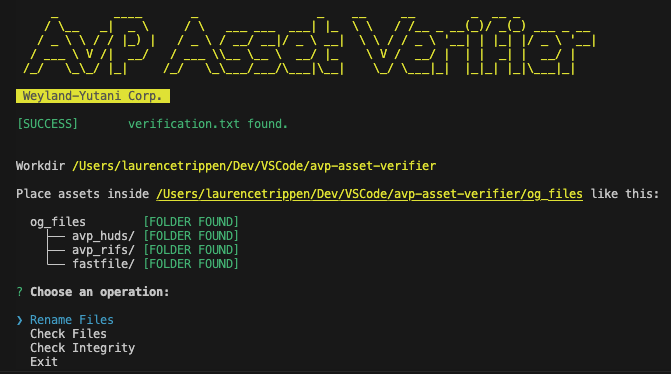 AvP Asset Verifier
Weyland-Yutani Corp.
[SUCCESS] verification.txt found.
Workdir /Users/laurencetrippen/Dev/VSCode/avp-asset-verifier
Place assets inside /Users/laurencetrippen/Dev/VSCode/avp-asset-verifier/og_files like this:
og_files [FOLDER FOUND]
├── avp_huds/ [FOLDER FOUND]
├── avp_rifs/ [FOLDER FOUND]
└── fastfile/ [FOLDER FOUND]
? Choose an operation:
❯ Rename Files
Check Files
Check Integrity
Exit